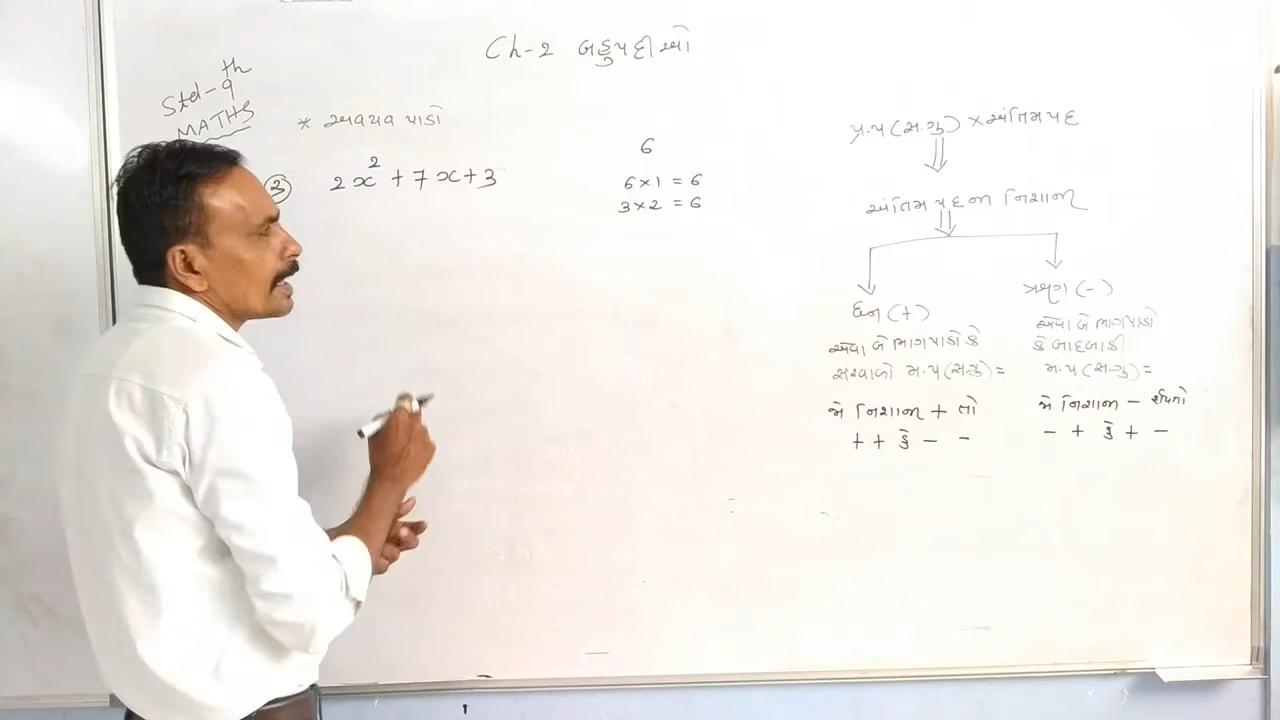 Ch-2 બહુપદીઓ
Std-9th
MATHS
* અવયવ પાડો
૩ 2x² + 7x + 3
6
6 × 1 = 6
3 × 2 = 6
પ્ર.પ (સ.ગુ) × અંતિમ પદ
અંતિમ પદના નિશાન
ધન (+)
એવા બે ભાગ પાડો કે
સરવાળો મ.પ (સ.ગુ) =
જો નિશાન + તો
+ + કે - -
ઋણ (-)
એવા બે ભાગ પાડો
કે બાદબાકી
મ.પ (સ.ગુ) =
જો નિશાન - હોય તો
- + કે + -